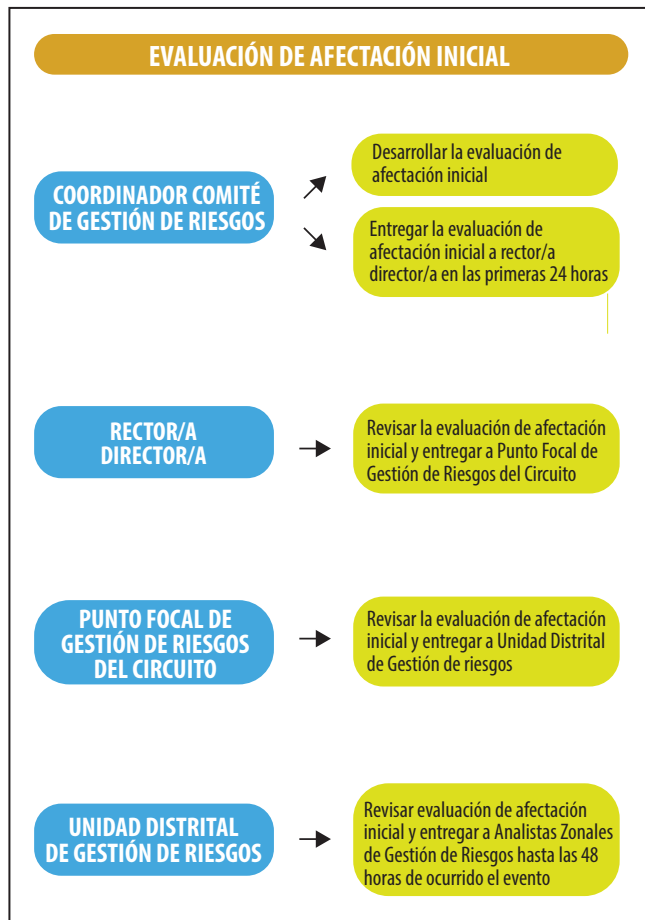 EVALUACIÓN DE AFECTACIÓN INICIAL
COORDINADOR COMITÉ
DE GESTIÓN DE RIESGOS
Desarrollar la evaluación de
afectación inicial
Entregar la evaluación de
afectación inicial a rector/a
director/a en las primeras 24 horas
RECTOR/A
DIRECTOR/A
Revisar la evaluación de afectación
inicial y entregar a Punto Focal de
Gestión de Riesgos del Circuito
PUNTO FOCAL DE
GESTIÓN DE RIESGOS
DEL CIRCUITO
Revisar la evaluación de afectación
inicial y entregar a Unidad Distrital
de Gestión de riesgos
UNIDAD DISTRITAL
DE GESTIÓN DE RIESGOS
Revisar evaluación de afectación
inicial y entregar a Analistas Zonales
de Gestión de Riesgos hasta las 48
horas de ocurrido el evento